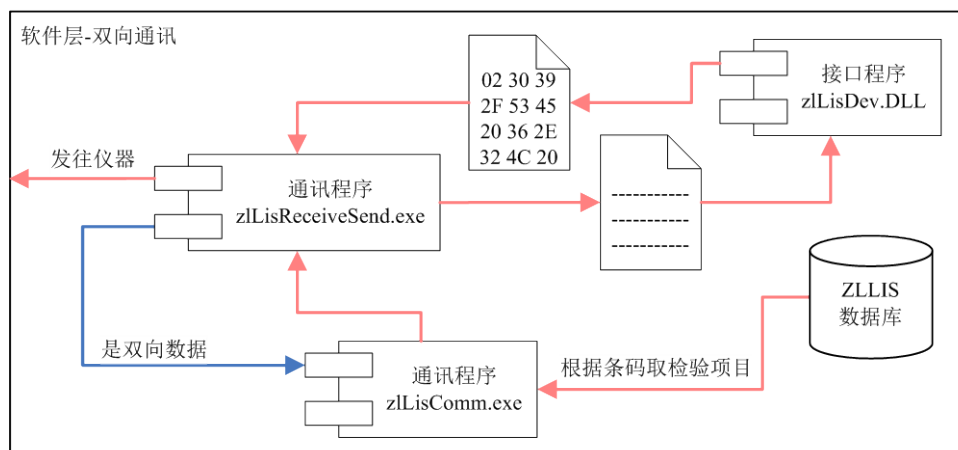 软件层-双向通讯
02 30 39
2F 53 45
20 36 2E
32 4C 20
接口程序
zlLisDev.DLL
发往仪器
通讯程序
zlLisReceiveSend.exe
ZLLIS
数据库
是双向数据
通讯程序
zlLisComm.exe
根据条码取检验项目